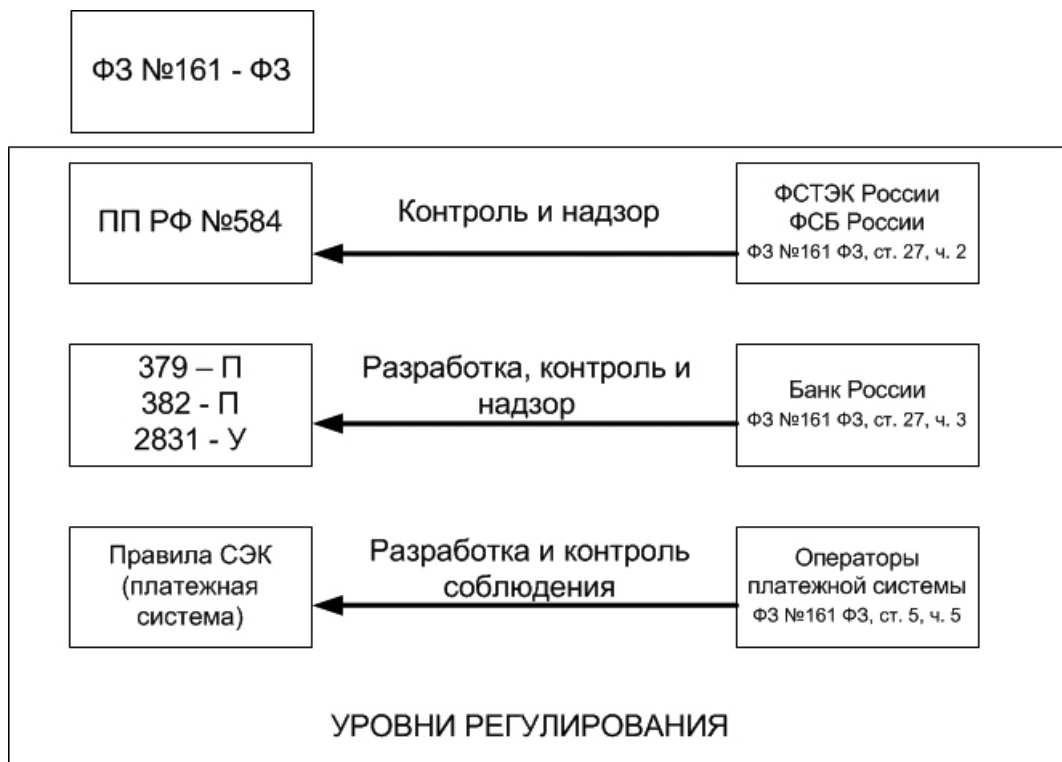 ФЗ №161 - ФЗ
ПП РФ №584
Контроль и надзор
ФСТЭК России
ФСБ России
ФЗ №161 ФЗ, ст. 27, ч. 2
379 – П
382 - П
2831 - У
Разработка, контроль и
надзор
Банк России
ФЗ №161 ФЗ, ст. 27, ч. 3
Правила СЭК
(платежная
система)
Разработка и контроль
соблюдения
Операторы
платежной системы
ФЗ №161 ФЗ, ст. 5, ч. 5
УРОВНИ РЕГУЛИРОВАНИЯ